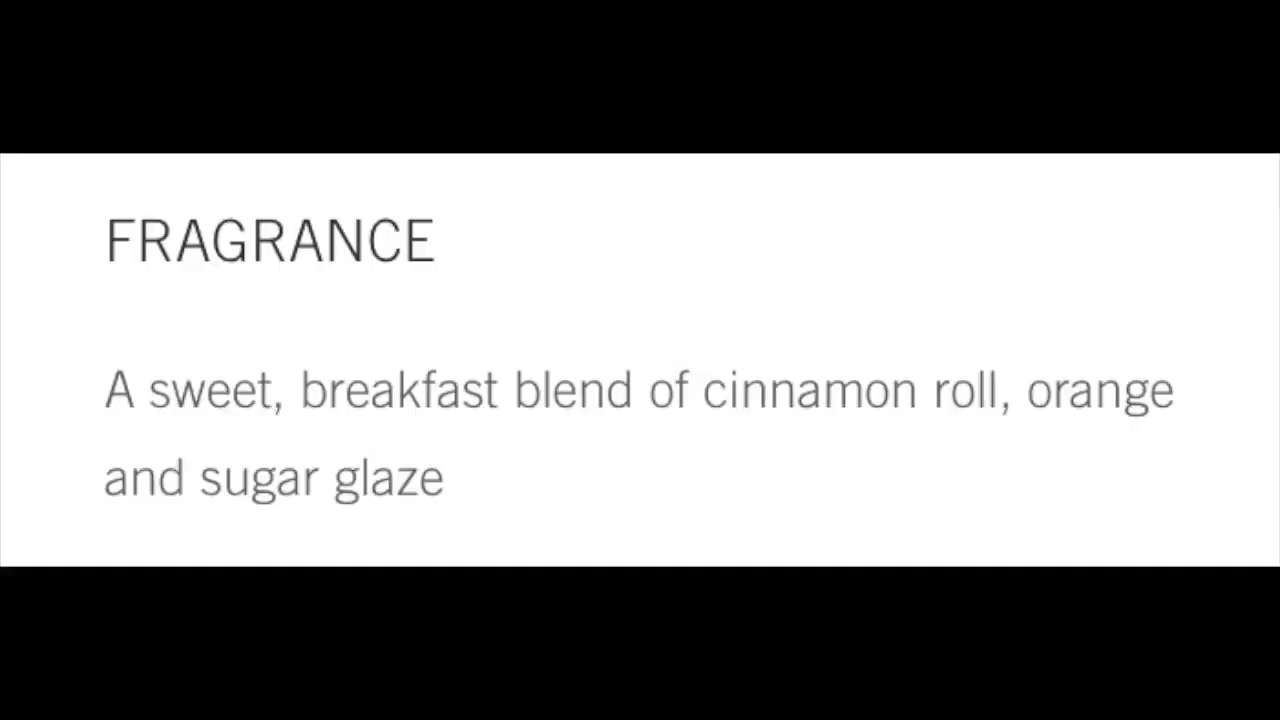 FRAGRANCE
A sweet, breakfast blend of cinnamon roll, orange
and sugar glaze